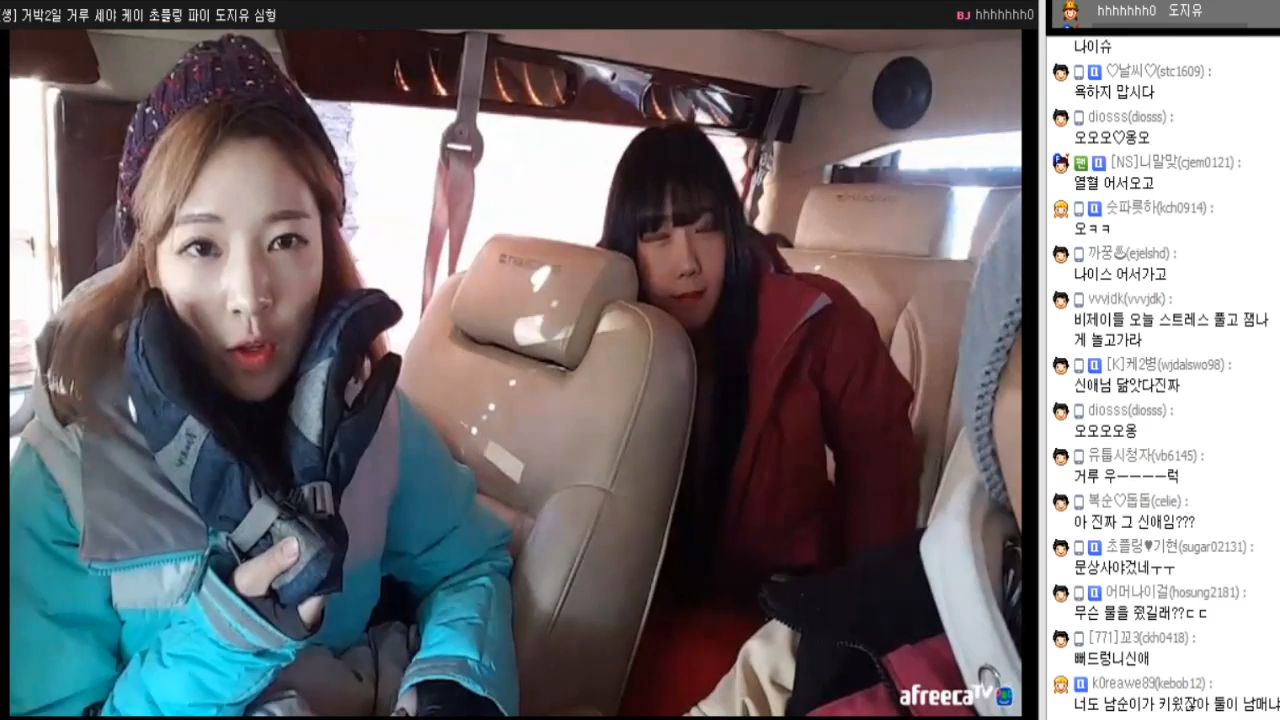 생] 거박2일 거루 세야 케이 초플링 파이 도지유 심형
BJ hhhhhhh0
hhhhhhh0 도지유
나이슈
♡날씨♡(stc1609) :
욕하지 맙시다
diosss(diosss) :
오오오♡옹오
팬 [NS]니말맞(cjem0121) :
열혈 어서오고
슛파릇하(kch0914) :
오ㅋㅋ
까꿍♨(ejelshd) :
나이스 어서가고
vvvjdk(vvvjdk) :
비제이들 오늘 스트레스 풀고 잼나
게 놀고가라
[K]케2병(wjdalswo98) :
신애님 닮앗다진짜
diosss(diosss) :
오오오오옹
유튭시청자(vb6145) :
거루 우ㅡㅡㅡㅡ럭
복순♡돕돕(celie) :
아 진짜 그 신애임???
초플링♥기현(sugar02131) :
문상사야겄네ㅜㅜ
어머나이걸(hosung2181) :
무슨 물을 줬길래??ㄷㄷ
[771]꼬3(ckh0418) :
뻐드렁니신애
k0reawe89(kebob12) :
너도 남순이가 키웠잖아 둘이 남매냐
afreecaTV